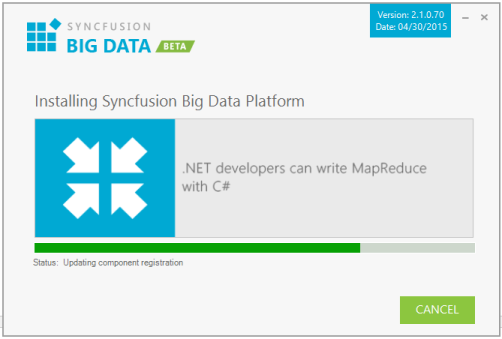 SYNCFUSION
BIG DATA BETA
Version: 2.1.0.70
Date: 04/30/2015
Installing Syncfusion Big Data Platform
.NET developers can write MapReduce
with C#
Status: Updating component registration
CANCEL